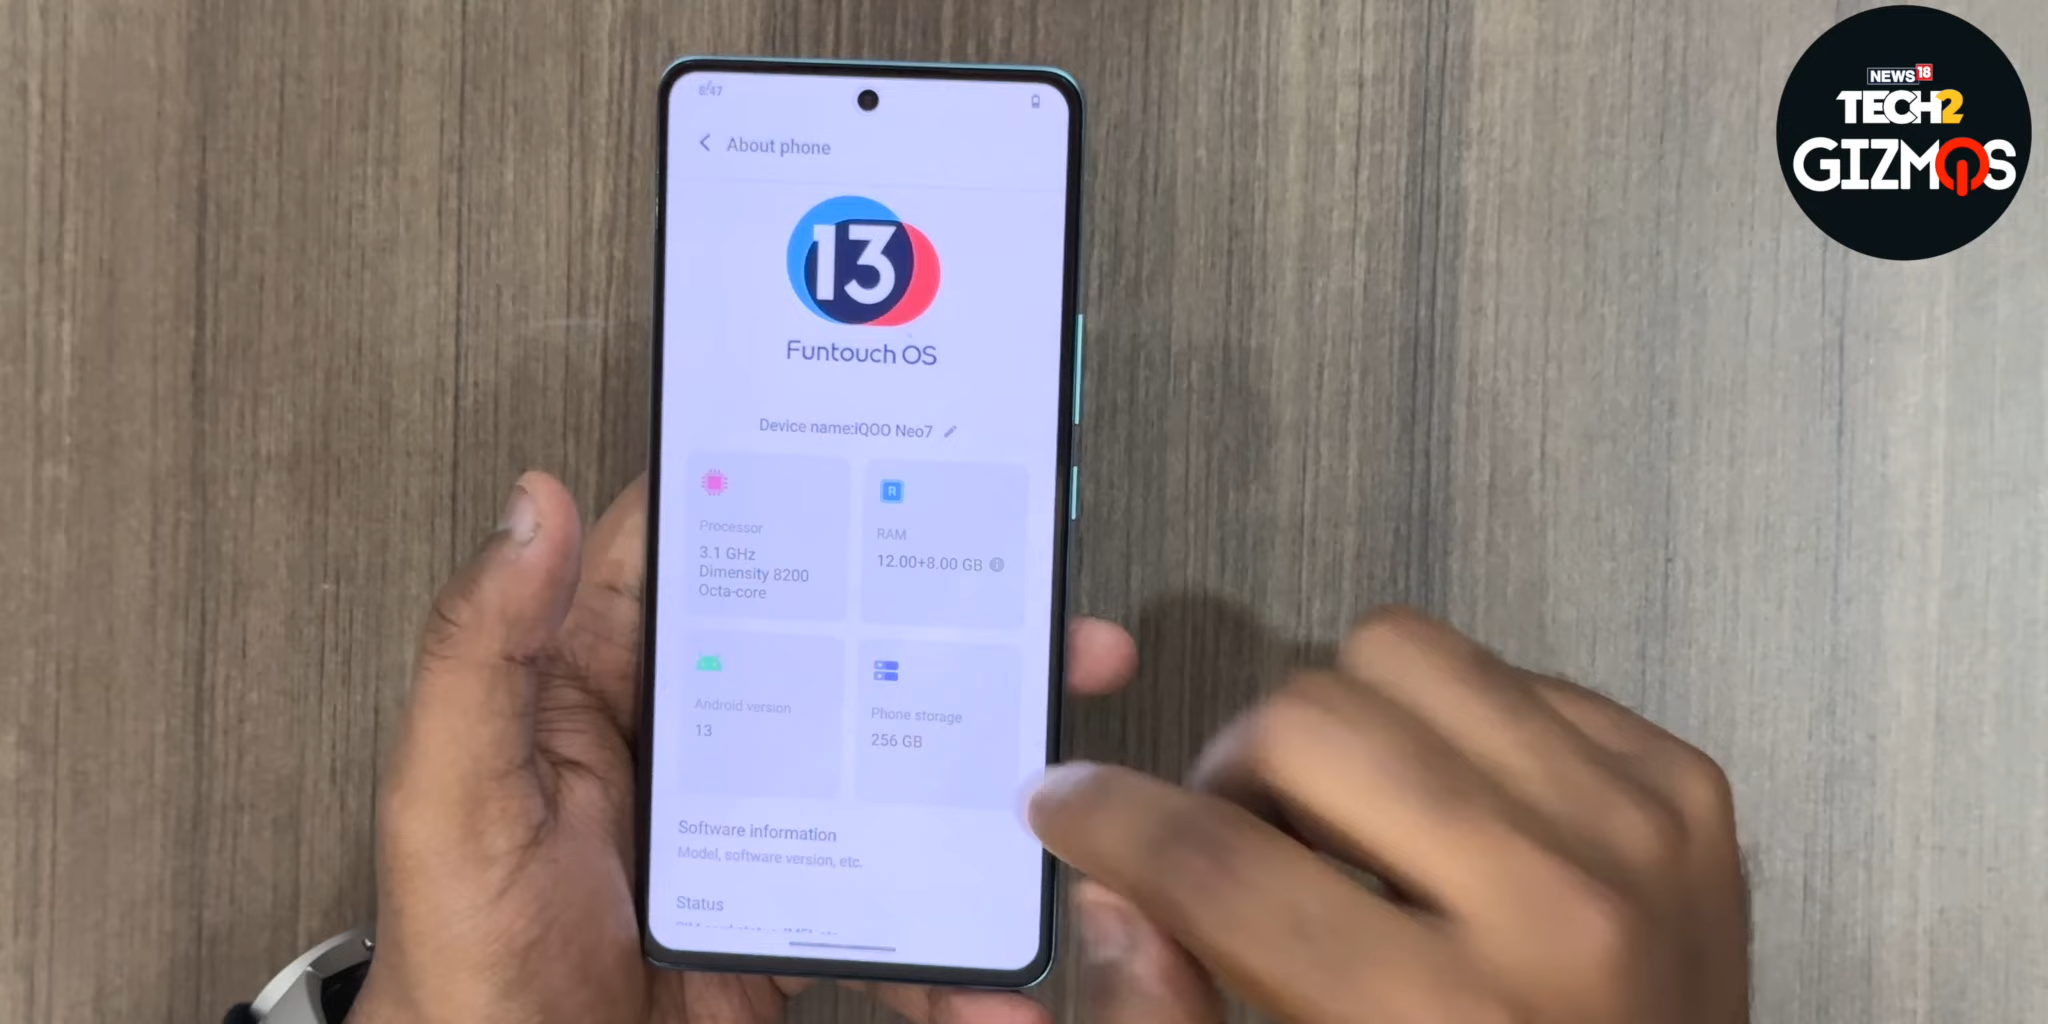 8:47
About phone
13
Funtouch OS
Device name:iQOO Neo7
Processor
3.1 GHz
Dimensity 8200
Octa-core
R
RAM
12.00+8.00 GB
Android version
13
Phone storage
256 GB
Software information
Model, software version, etc.
Status
NEWS18
TECH2
GIZMOS